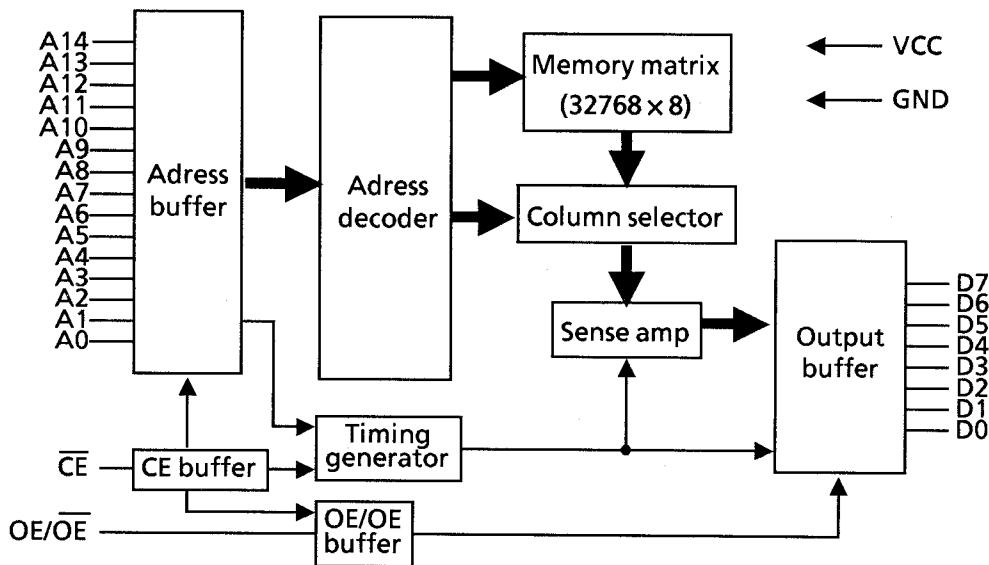 A14
A13
A12
A11
A10
A9
A8
A7
A6
A5
A4
A3
A2
A1
A0
Adress
buffer
Adress
decoder
Memory matrix
(32768 × 8)
Column selector
Sense amp
VCC
GND
Output
buffer
D7
D6
D5
D4
D3
D2
D1
D0
Timing
generator
C̅E̅
CE buffer
OE/O̅E̅
OE/OE
buffer